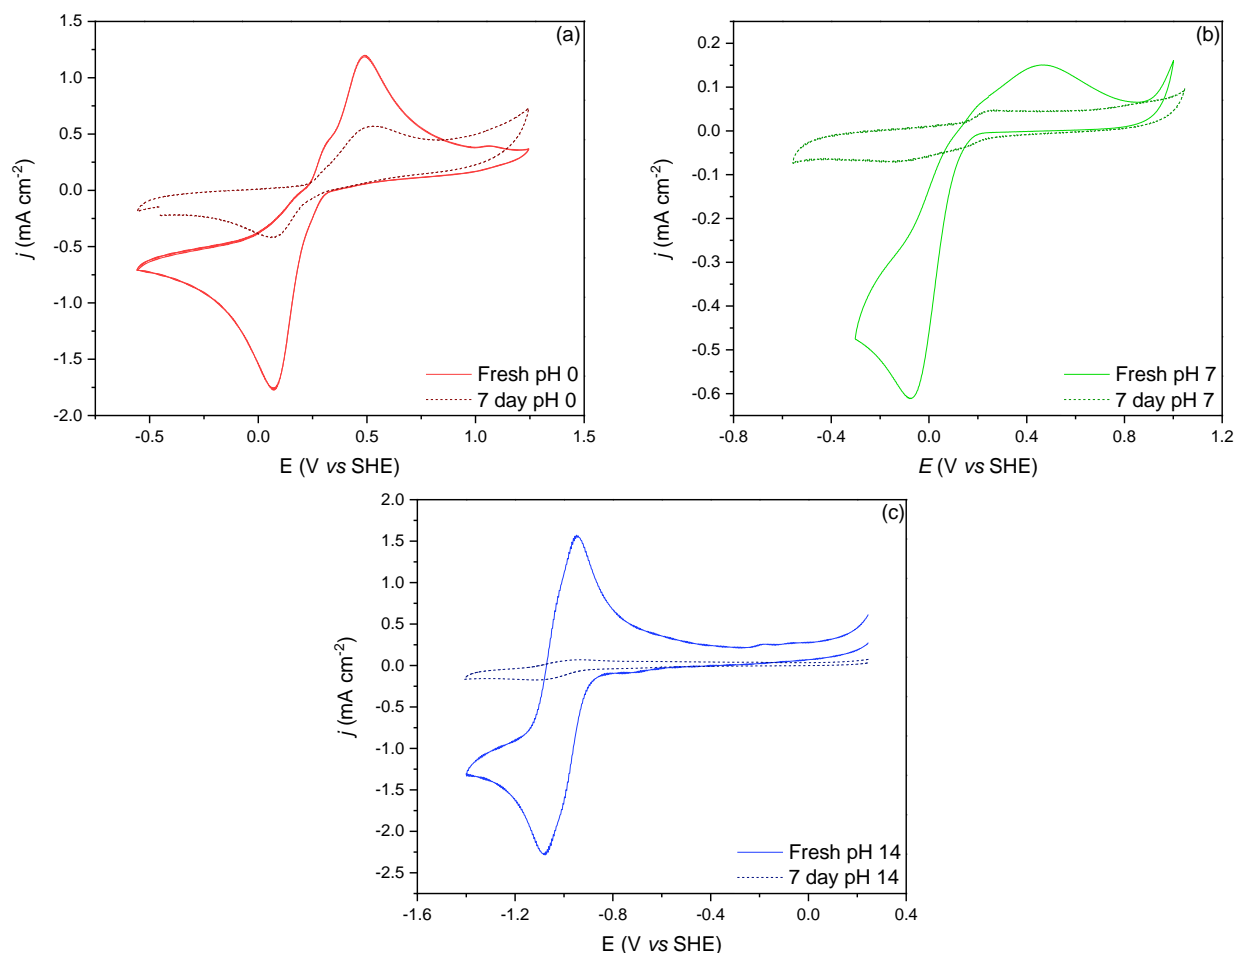 (a)
1.5
1.0
0.5
0.0
-0.5
-1.0
-1.5
-2.0
j (mA cm-2)
Fresh pH 0
7 day pH 0
-0.5 0.0 0.5 1.0 1.5
E (V vs SHE)
(b)
0.2
0.1
0.0
-0.1
-0.2
-0.3
-0.4
-0.5
-0.6
j (mA cm-2)
Fresh pH 7
7 day pH 7
-0.8 -0.4 0.0 0.4 0.8 1.2
E (V vs SHE)
(c)
2.0
1.5
1.0
0.5
0.0
-0.5
-1.0
-1.5
-2.0
-2.5
j (mA cm-2)
Fresh pH 14
7 day pH 14
-1.6 -1.2 -0.8 -0.4 0.0 0.4
E (V vs SHE)